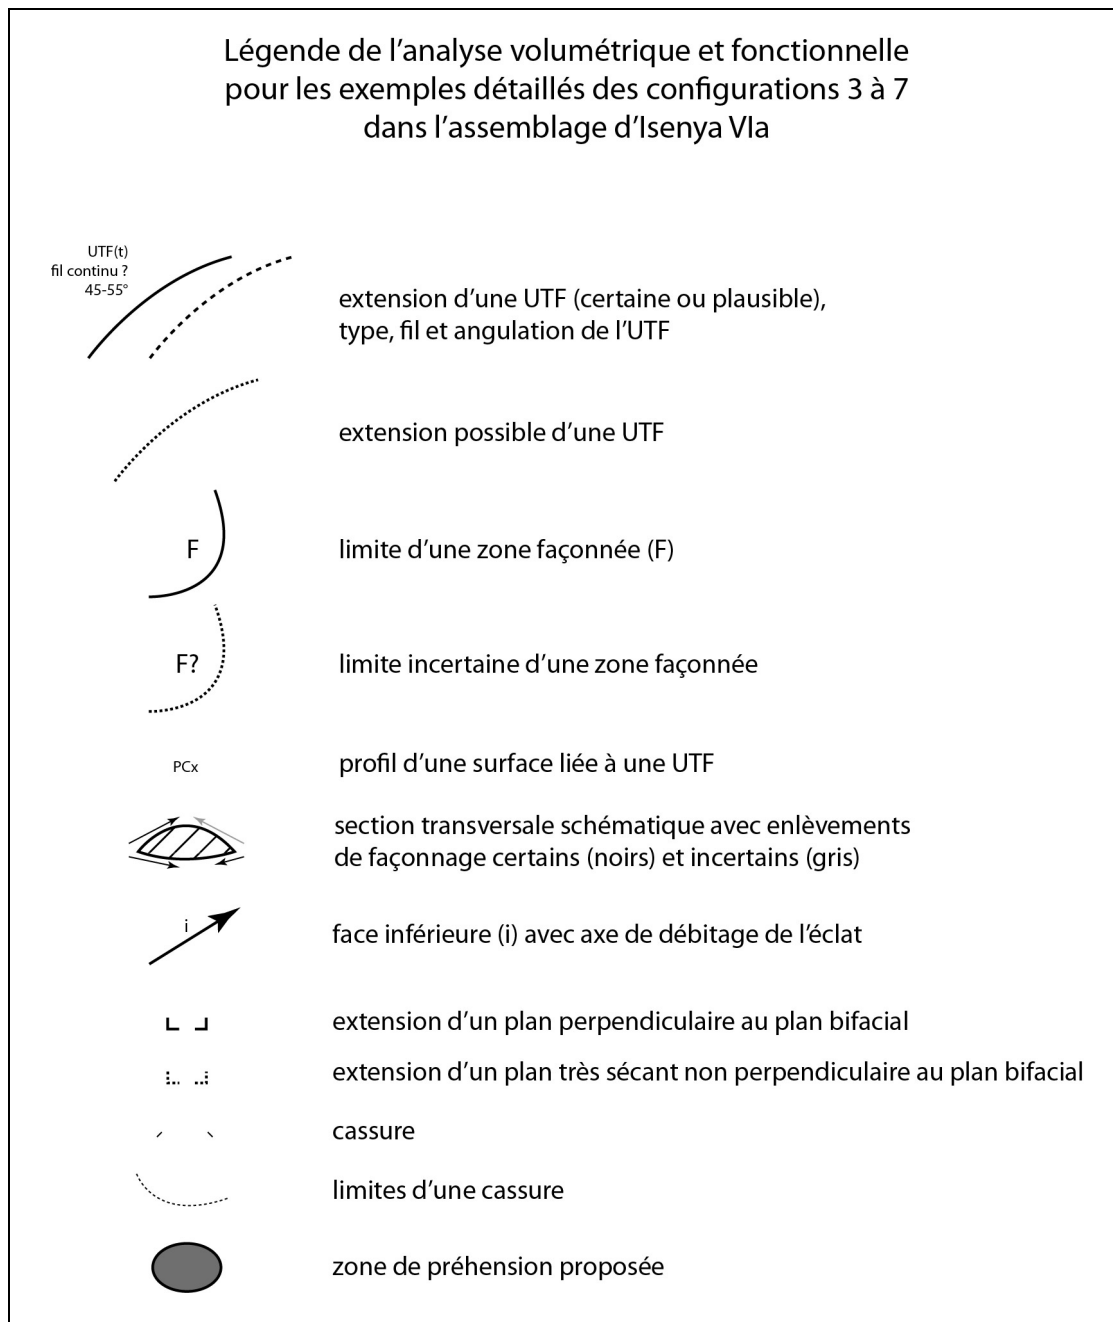 Légende de l’analyse volumétrique et fonctionnelle
pour les exemples détaillés des configurations 3 à 7
dans l’assemblage d’Isenya VIa
UTF(t)
fil continu ?
45-55°
extension d’une UTF (certaine ou plausible),
type, fil et angulation de l’UTF
extension possible d’une UTF
F
limite d’une zone façonnée (F)
F?
limite incertaine d’une zone façonnée
PCx
profil d’une surface liée à une UTF
section transversale schématique avec enlèvements
de façonnage certains (noirs) et incertains (gris)
i
face inférieure (i) avec axe de débitage de l’éclat
extension d’un plan perpendiculaire au plan bifacial
extension d’un plan très sécant non perpendiculaire au plan bifacial
cassure
limites d’une cassure
zone de préhension proposée